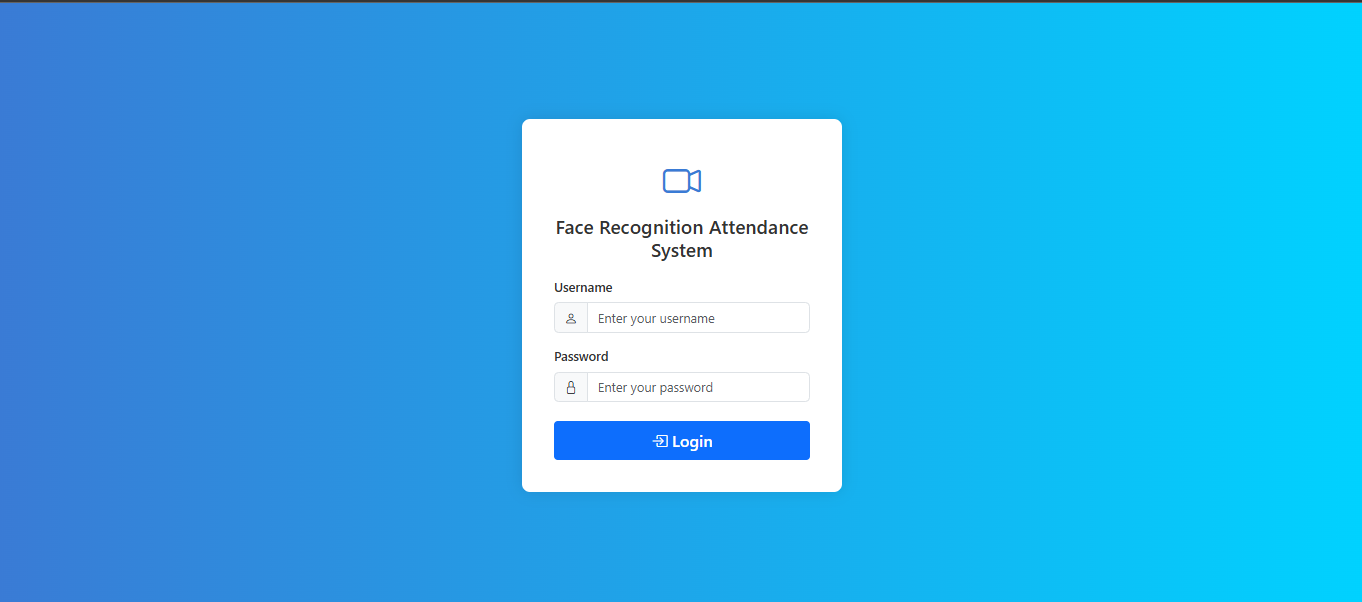 Face Recognition Attendance
System
Username
Enter your username
Password
Enter your password
Login